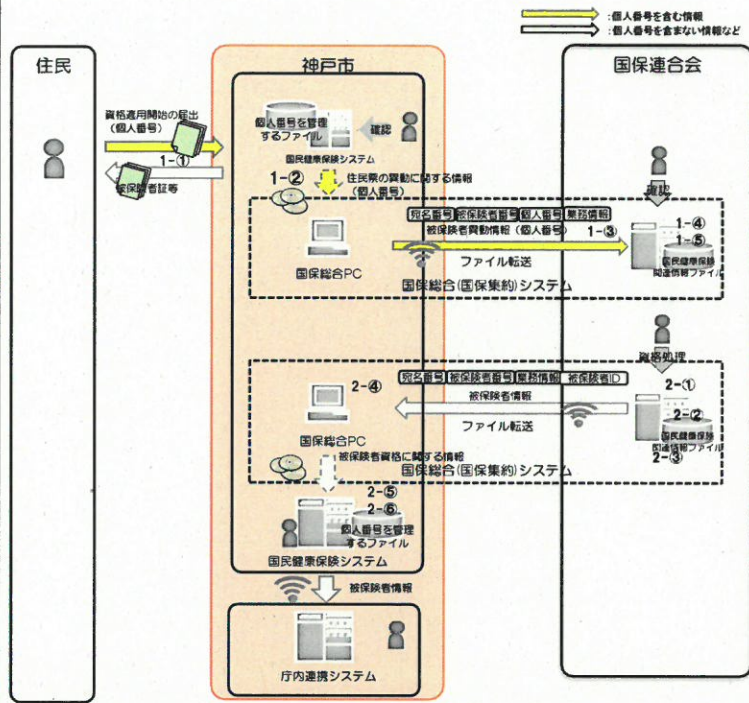 :個人番号を含む情報
:個人番号を含まない情報など
住民
神戸市
国保連合会
資格適用開始の届出
(個人番号)
1-①
被保険者証等
個人番号を管理
するファイル
確認
国民健康保険システム
1-②
住民票の異動に関する情報
(個人番号)
確認
宛名番号 被保険者番号 個人番号 業務情報
被保険者異動情報(個人番号)
1-③
ファイル転送
1-④
1-⑤
国民健康保険
関連情報ファイル
国保総合PC
国保総合(国保集約)システム
資格処理
宛名番号 被保険者番号 業務情報 被保険者ID
2-④
被保険者情報
ファイル転送
2-①
2-②
国民健康保険
関連情報ファイル
2-③
国保総合PC
被保険者資格に関する情報
国保総合(国保集約)システム
2-⑤
2-⑥
個人番号を管理
するファイル
国民健康保険システム
被保険者情報
庁内連携システム